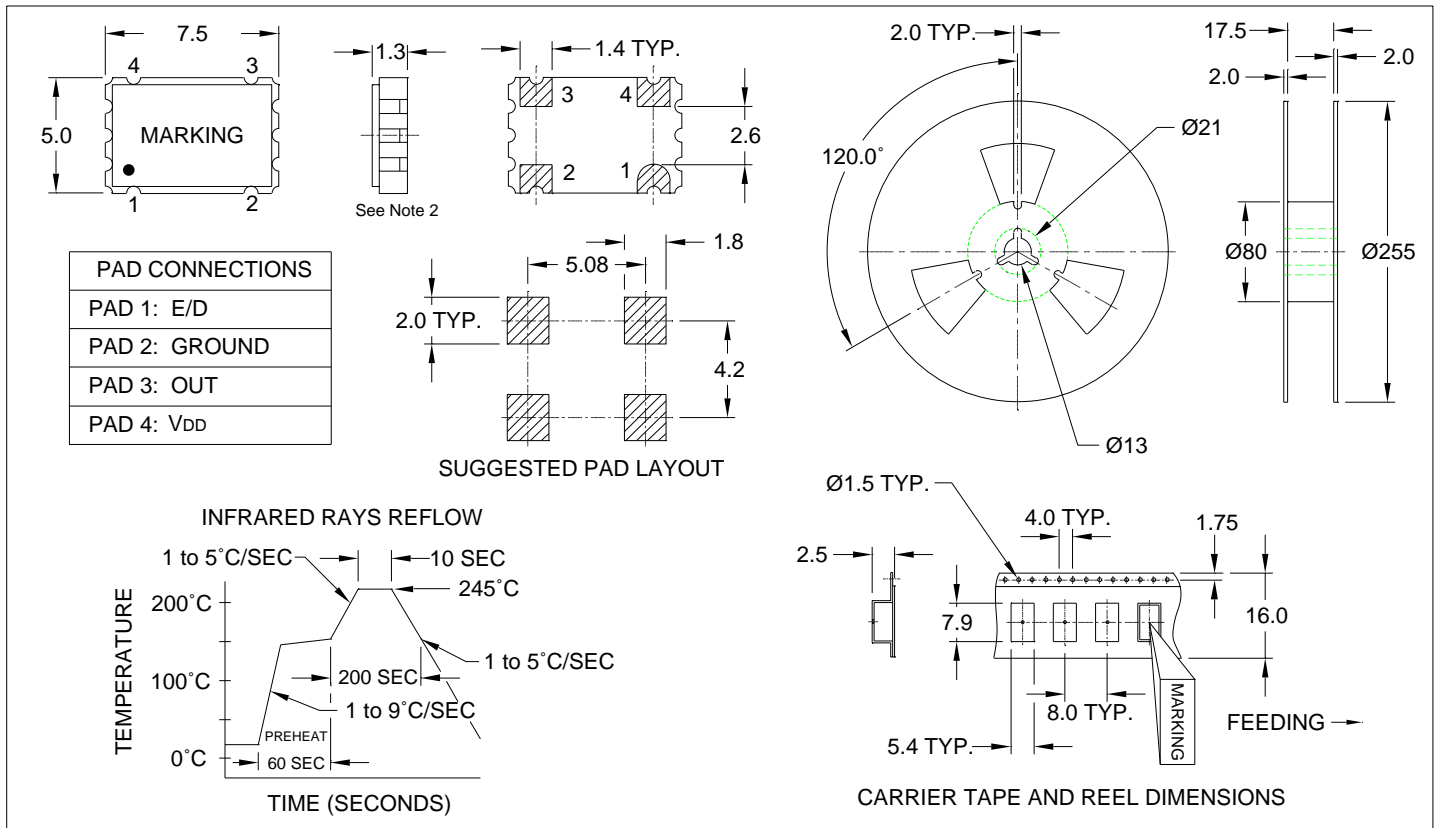 7.5
4
3
5.0
MARKING
1
2
1.3
See Note 2
1.4 TYP.
3
4
2
1
2.6
PAD CONNECTIONS
PAD 1: E/D
PAD 2: GROUND
PAD 3: OUT
PAD 4: VDD
1.8
5.08
2.0 TYP.
4.2
SUGGESTED PAD LAYOUT
2.0 TYP.
120.0°
Ø21
Ø13
17.5
2.0
2.0
Ø80
Ø255
INFRARED RAYS REFLOW
1 to 5°C/SEC
10 SEC
245°C
200°C
100°C
0°C
TEMPERATURE
200 SEC
1 to 5°C/SEC
1 to 9°C/SEC
PREHEAT
60 SEC
TIME (SECONDS)
Ø1.5 TYP.
4.0 TYP.
1.75
2.5
7.9
16.0
8.0 TYP.
5.4 TYP.
MARKING
FEEDING
CARRIER TAPE AND REEL DIMENSIONS